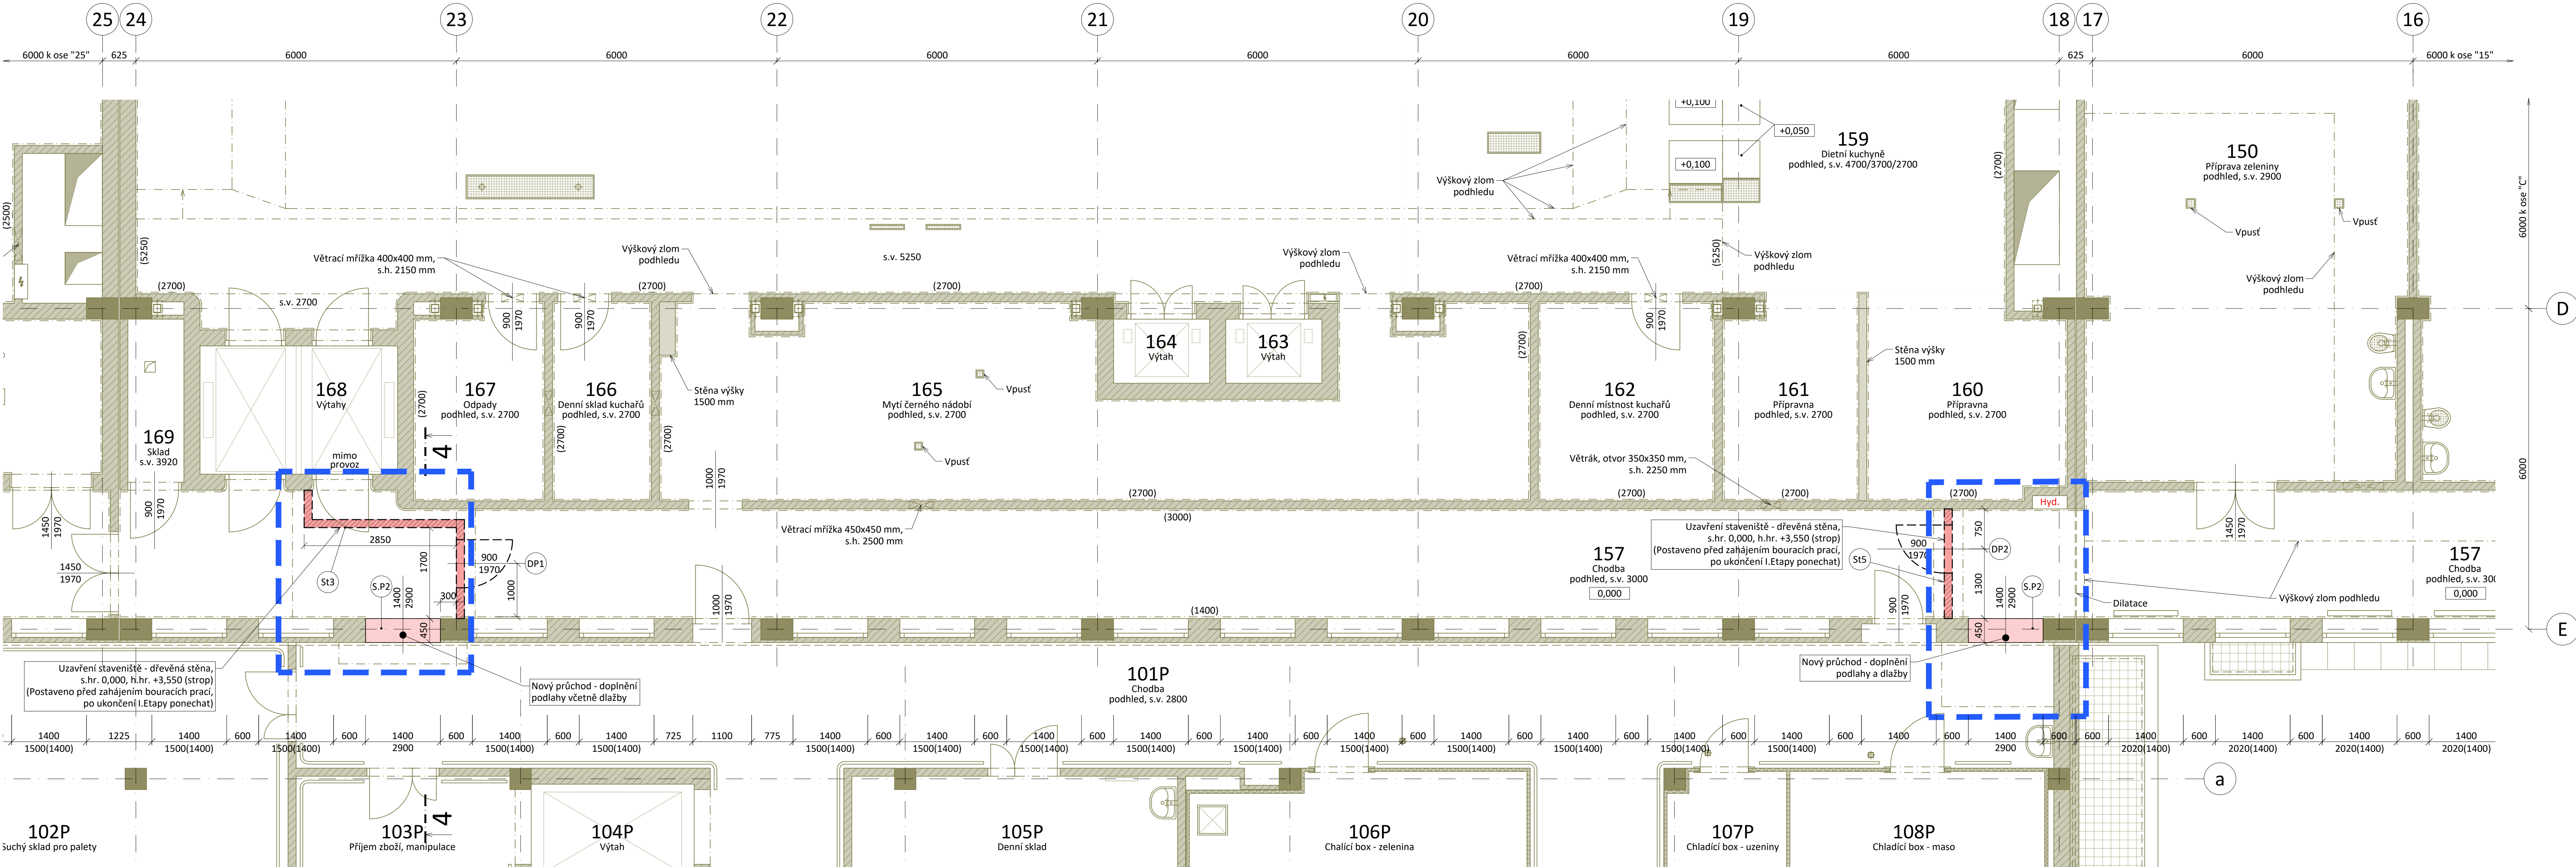 25
24
23
22
21
20
19
18
17
16
6000 k ose "25"
625
6000
6000
6000
6000
6000
6000
625
6000
6000 k ose "15"
+0,100
+0,050
+0,100
159
Dietní kuchyně
podhled, s.v. 4700/3700/2700
(2700)
150
Příprava zeleniny
podhled, s.v. 2900
Vpusť
Vpusť
Výškový zlom
podhledu
6000 k ose "C"
6000
D
E
a
Výškový zlom
podhledu
(2500)
(5250)
(2700)
s.v. 2700
Větrací mřížka 400x400 mm,
s.h. 2150 mm
Výškový zlom
podhledu
(2700)
s.v. 5250
(2700)
Výškový zlom
podhledu
Větrací mřížka 400x400 mm,
s.h. 2150 mm
(2700)
(5250)
Výškový zlom
podhledu
900
1970
900
1970
900
1970
164
Výtah
163
Výtah
(2700)
Stěna výšky
1500 mm
Stěna výšky
1500 mm
169
Sklad
s.v. 3920
168
Výtahy
mimo
provoz
167
Odpady
podhled, s.v. 2700
(2700)
4
166
Denní sklad kuchařů
podhled, s.v. 2700
(2700)
(2700)
165
Mytí černého nádobí
podhled, s.v. 2700
Vpusť
Vpusť
162
Denní místnost kuchařů
podhled, s.v. 2700
161
Přípravna
podhled, s.v. 2700
160
Přípravna
podhled, s.v. 2700
Větrák, otvor 350x350 mm,
s.h. 2250 mm
1000
1970
(2700)
(2700)
(2700)
(2700)
Hyd.
(3000)
Větrací mřížka 450x450 mm,
s.h. 2500 mm
1450
1970
900
1970
1450
1970
1450
1970
2850
1700
St3
S.P2
1400
2900
300
450
900
1970
1000
DP1
1000
1970
(1400)
157
Chodba
podhled, s.v. 3000
0,000
Uzavření staveniště - dřevěná stěna,
s.hr. 0,000, h.hr. +3,550 (strop)
(Postaveno před zahájením bouracích prací,
po ukončení I.Etapy ponechat)
St5
900
1970
900
1970
750
DP2
1300
1400
2900
450
S.P2
Dilatace
Výškový zlom podhledu
157
Chodba
0,000
Uzavření staveniště - dřevěná stěna,
s.hr. 0,000, h.hr. +3,550 (strop)
(Postaveno před zahájením bouracích prací,
po ukončení I.Etapy ponechat)
Nový průchod - doplnění
podlahy včetně dlažby
101P
Chodba
podhled, s.v. 2800
Nový průchod - doplnění
podlahy a dlažby
1400 1225 1400 600 1400 600 1400 600 1400 600 1400 725 1100 775 1400 600 1400 600 1400 600 1400 600 1400 600 1400 600 1400 600 1400 600 1400 600 1400 600 1400 600 1400 600 600 1400 600 1400 600 1400 600 1400
1500(1400) 1500(1400) 1500(1400) 2900 1500(1400) 1500(1400) 1500(1400) 1500(1400) 1500(1400) 1500(1400) 1500(1400) 1500(1400) 1500(1400) 1500(1400) 1500(1400) 2900 2020(1400) 2020(1400) 2020(1400) 2020(1400)
102P
Suchý sklad pro palety
103P
Příjem zboží, manipulace
4
104P
Výtah
105P
Denní sklad
106P
Chalící box - zelenina
107P
Chladící box - uzeniny
108P
Chladící box - maso